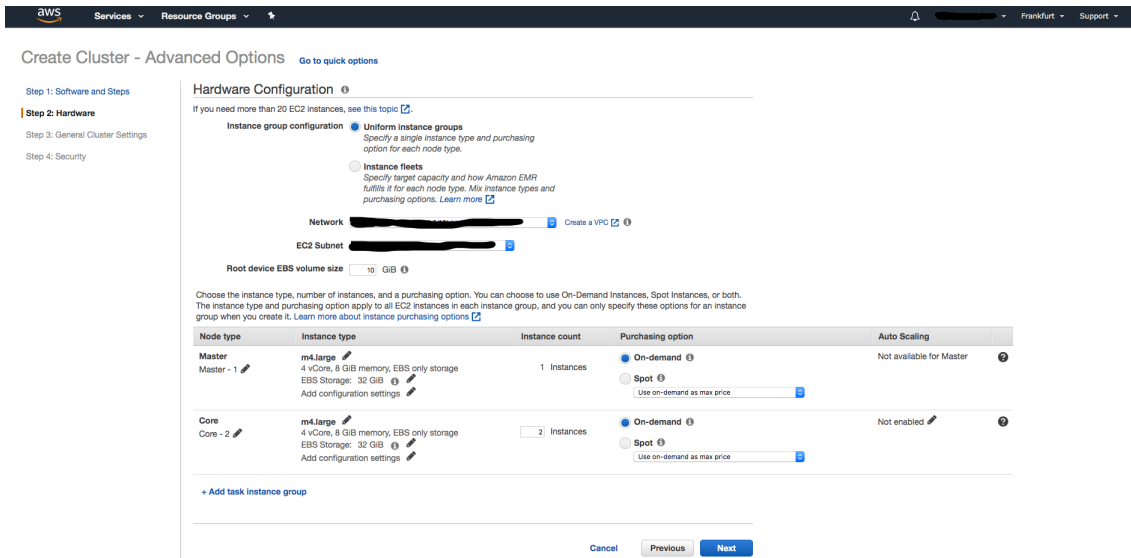 aws
Services
Resource Groups
Frankfurt
Support
Create Cluster - Advanced Options
Go to quick options
Step 1: Software and Steps
Step 2: Hardware
Step 3: General Cluster Settings
Step 4: Security
Hardware Configuration
If you need more than 20 EC2 instances, see this topic.
Instance group configuration
Uniform instance groups
Specify a single instance type and purchasing
option for each node type.
Instance fleets
Specify target capacity and how Amazon EMR
fulfills it for each node type. Mix instance types and
purchasing options. Learn more
Network
Create a VPC
EC2 Subnet
Root device EBS volume size 10 GiB
Choose the instance type, number of instances, and a purchasing option. You can choose to use On-Demand Instances, Spot Instances, or both.
The instance type and purchasing option apply to all EC2 instances in each instance group, and you can only specify these options for an instance
group when you create it. Learn more about instance purchasing options
Node type Instance type Instance count Purchasing option Auto Scaling
Master
Master - 1
m4.large
4 vCore, 8 GiB memory, EBS only storage
EBS Storage: 32 GiB
Add configuration settings
1 Instances
On-demand
Spot
Use on-demand as max price
Not available for Master
Core
Core - 2
m4.large
4 vCore, 8 GiB memory, EBS only storage
EBS Storage: 32 GiB
Add configuration settings
2 Instances
On-demand
Spot
Use on-demand as max price
Not enabled
+ Add task instance group
Cancel
Previous
Next